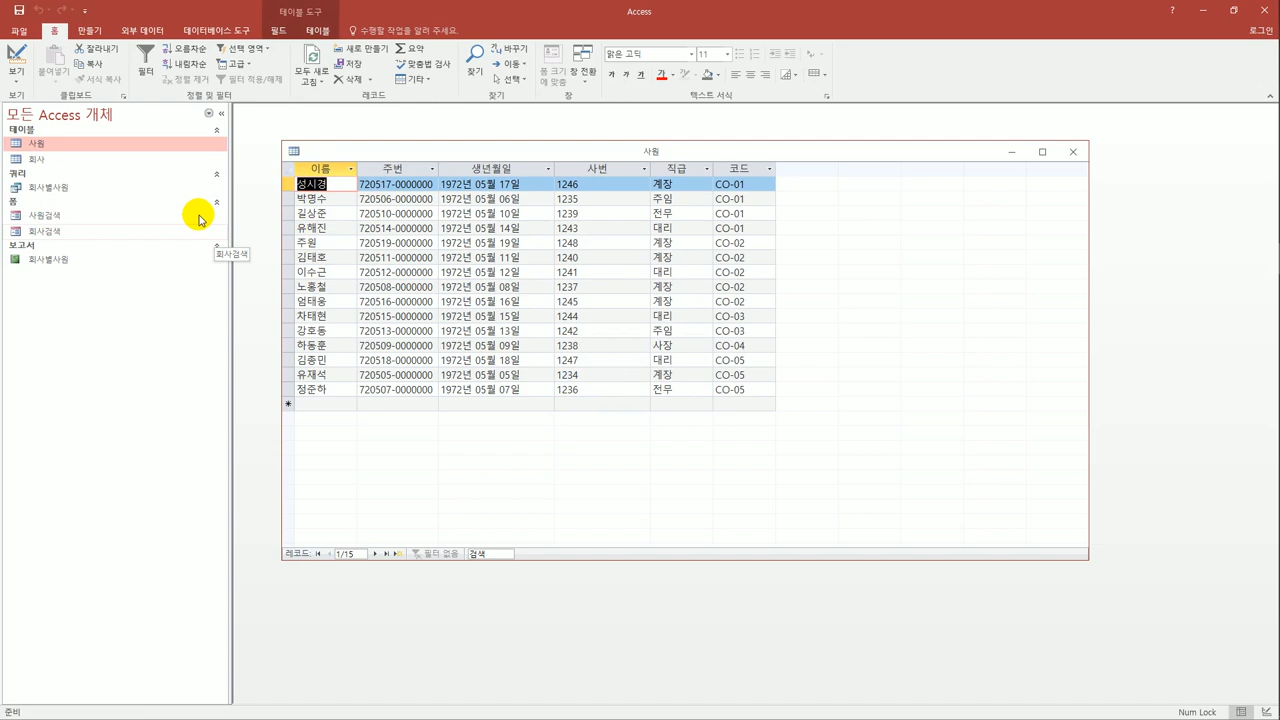 테이블 도구
Access
? 로그인
파일 홈 만들기 외부 데이터 데이터베이스 도구 필드 테이블 수행할 작업을 알려 주세요.
보기
붙여넣기
잘라내기
복사
서식 복사
필터
오름차순
내림차순
정렬 제거
선택 영역
고급
필터 적용/해제
모두 새로 고침
새로 만들기
저장
삭제
요약
맞춤법 검사
기타
찾기
바꾸기
이동
선택
폼 크기에 맞춤
창 전환
맑은 고딕 11
가 가 가
보기 클립보드 정렬 및 필터 레코드 찾기 창 텍스트 서식
모든 Access 개체
테이블
사원
회사
쿼리
회사별사원
폼
사원검색
회사검색
보고서
회사별사원
회사검색
사원
이름 주번 생년월일 사번 직급 코드
성시경 720517-0000000 1972년 05월 17일 1246 계장 CO-01
박명수 720506-0000000 1972년 05월 06일 1235 주임 CO-01
길상준 720510-0000000 1972년 05월 10일 1239 전무 CO-01
유해진 720514-0000000 1972년 05월 14일 1243 대리 CO-01
주원 720519-0000000 1972년 05월 19일 1248 계장 CO-02
김태호 720511-0000000 1972년 05월 11일 1240 계장 CO-02
이수근 720512-0000000 1972년 05월 12일 1241 대리 CO-02
노홍철 720508-0000000 1972년 05월 08일 1237 계장 CO-02
엄태웅 720516-0000000 1972년 05월 16일 1245 계장 CO-02
차태현 720515-0000000 1972년 05월 15일 1244 대리 CO-03
강호동 720513-0000000 1972년 05월 13일 1242 주임 CO-03
하동훈 720509-0000000 1972년 05월 09일 1238 사장 CO-04
김종민 720518-0000000 1972년 05월 18일 1247 대리 CO-05
유재석 720505-0000000 1972년 05월 05일 1234 계장 CO-05
정준하 720507-0000000 1972년 05월 07일 1236 전무 CO-05
레코드: 1/15 필터 없음 검색
준비 Num Lock